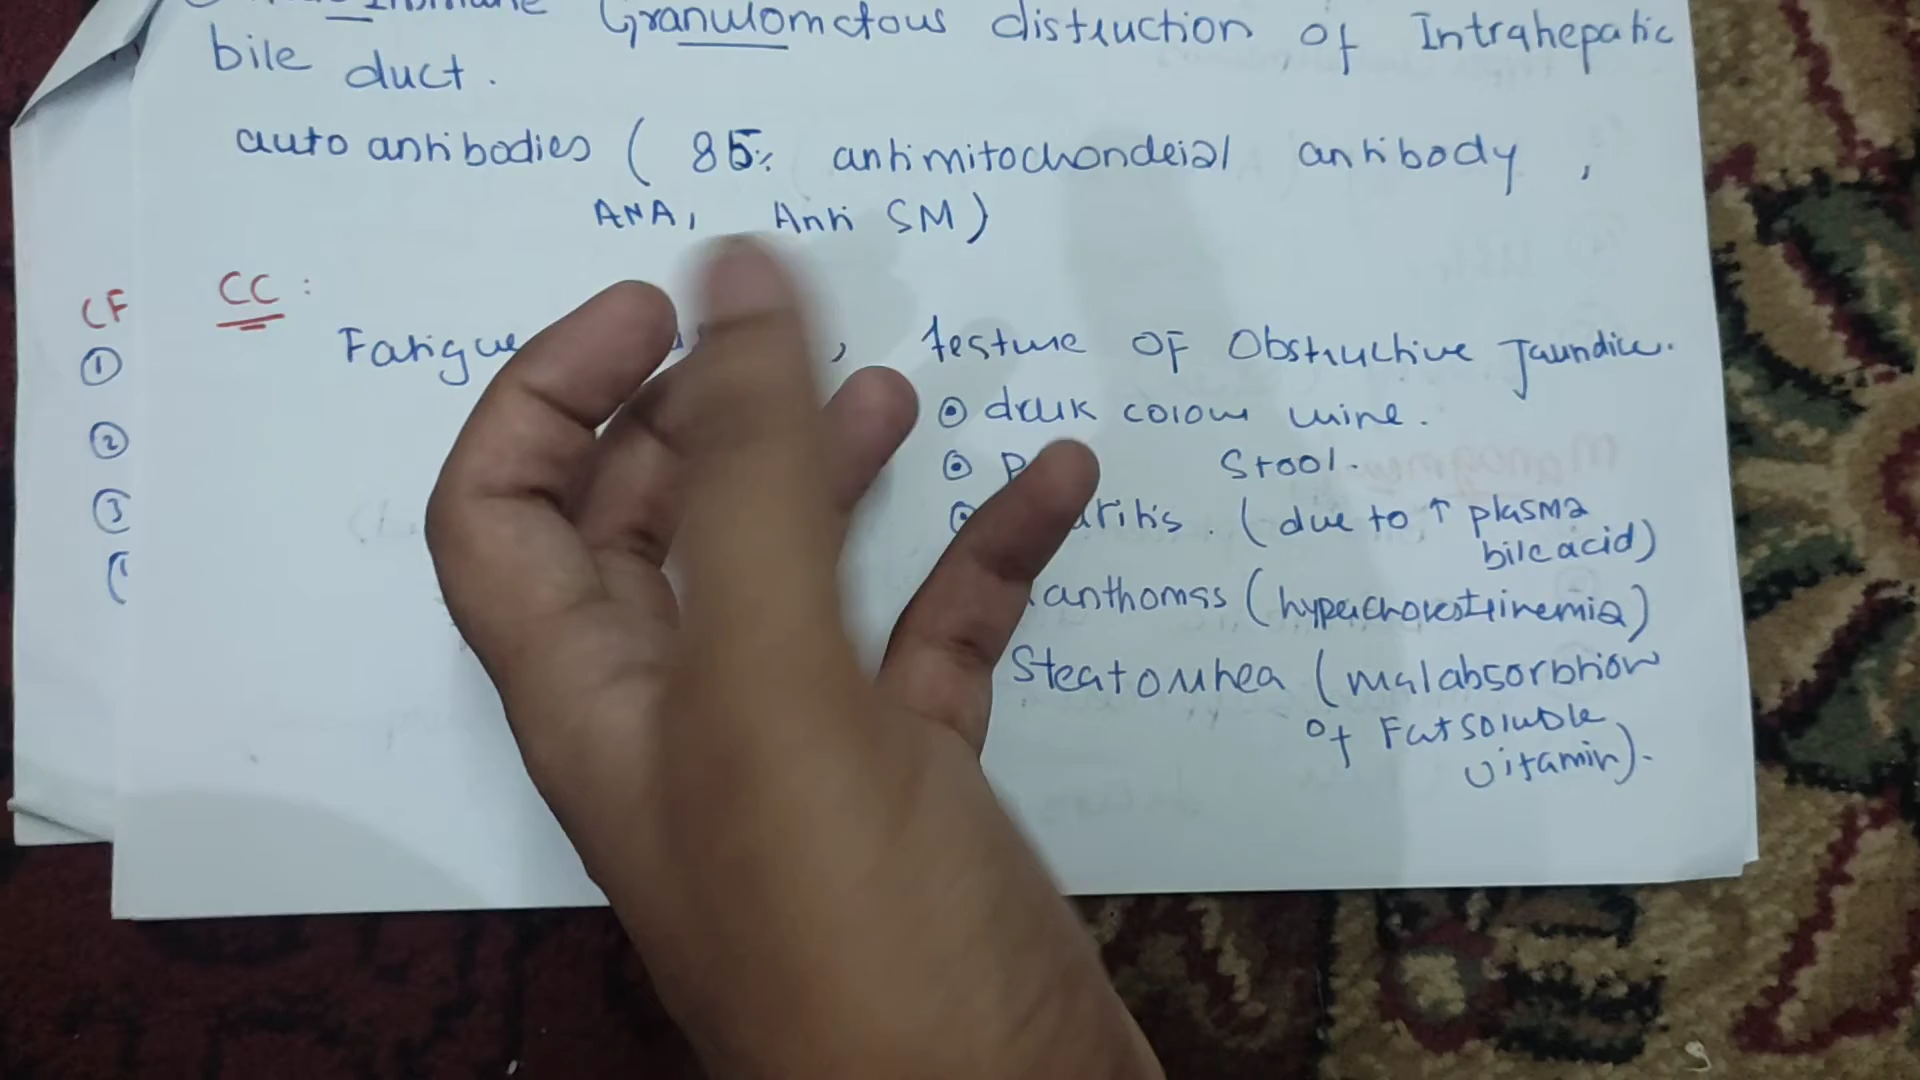 Granulomatous distruction of Intrahepatic
bile duct.
auto antibodies ( 85% antimitochondrial antibody ,
ANA, Anti SM)
CF
CC :
①
Fatigue , feature OF Obstructive Jaundice.
dark colour urine.
②
Stool.
③
(due to ↑ plasma
bile acid)
anthomas (hypercholestrinemia)
Steatorrhea (malabsorbtion
of Fat soluble
vitamin).